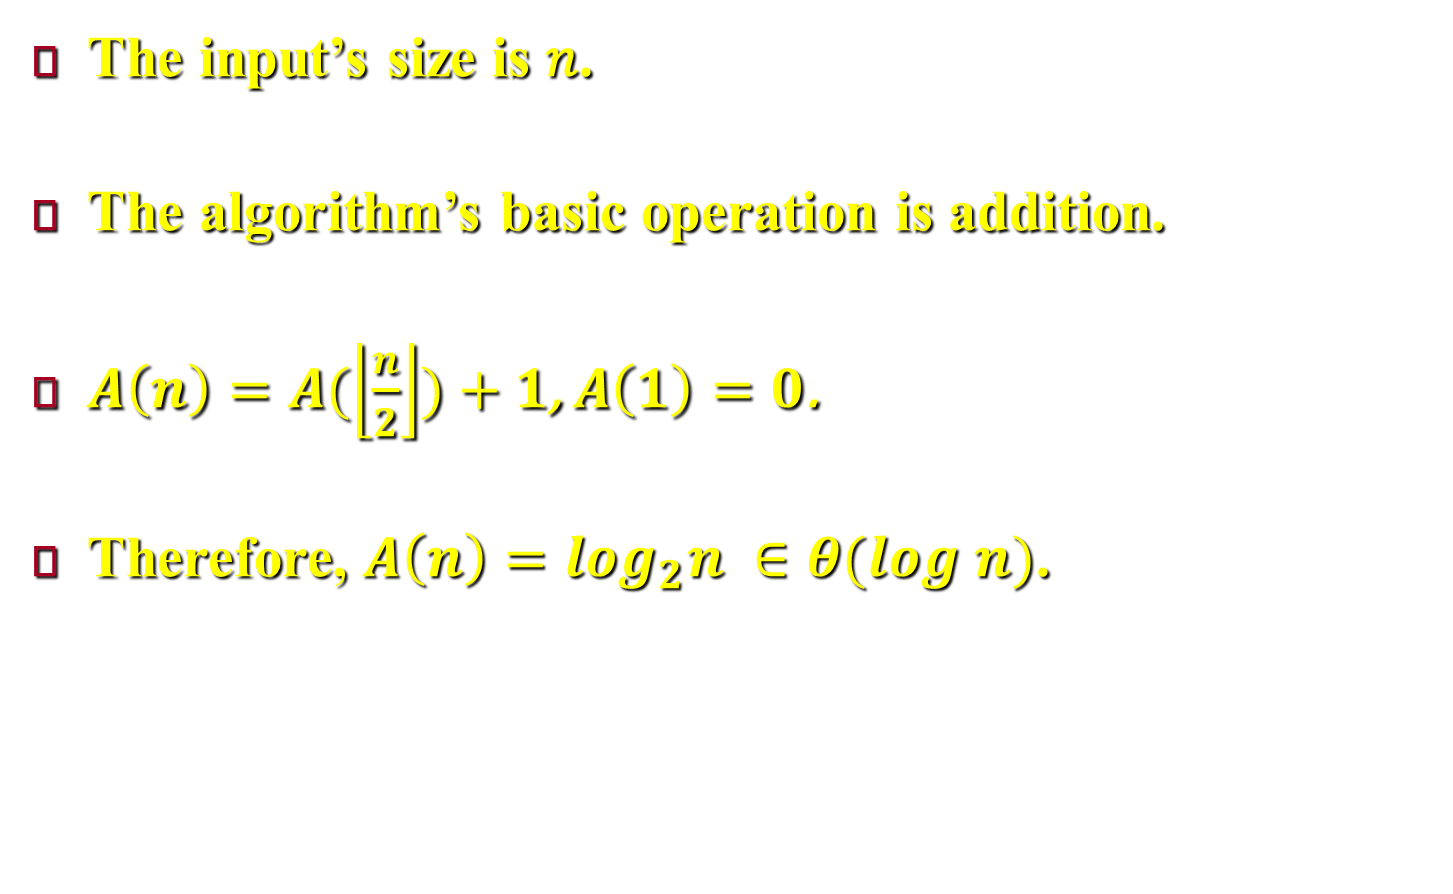 The input’s size is n.
The algorithm’s basic operation is addition.
A(n) = A(⌊n/2⌋) + 1, A(1) = 0.
Therefore, A(n) = log₂n ∈ θ(log n).